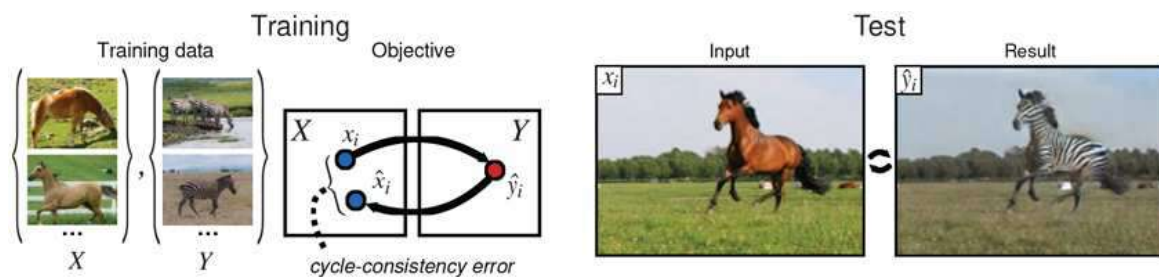 Training
Training data
Objective
X
x_i
x̂_i
Y
ŷ_i
,
...
...
X
Y
cycle-consistency error
Test
Input
Result
x_i
ŷ_i